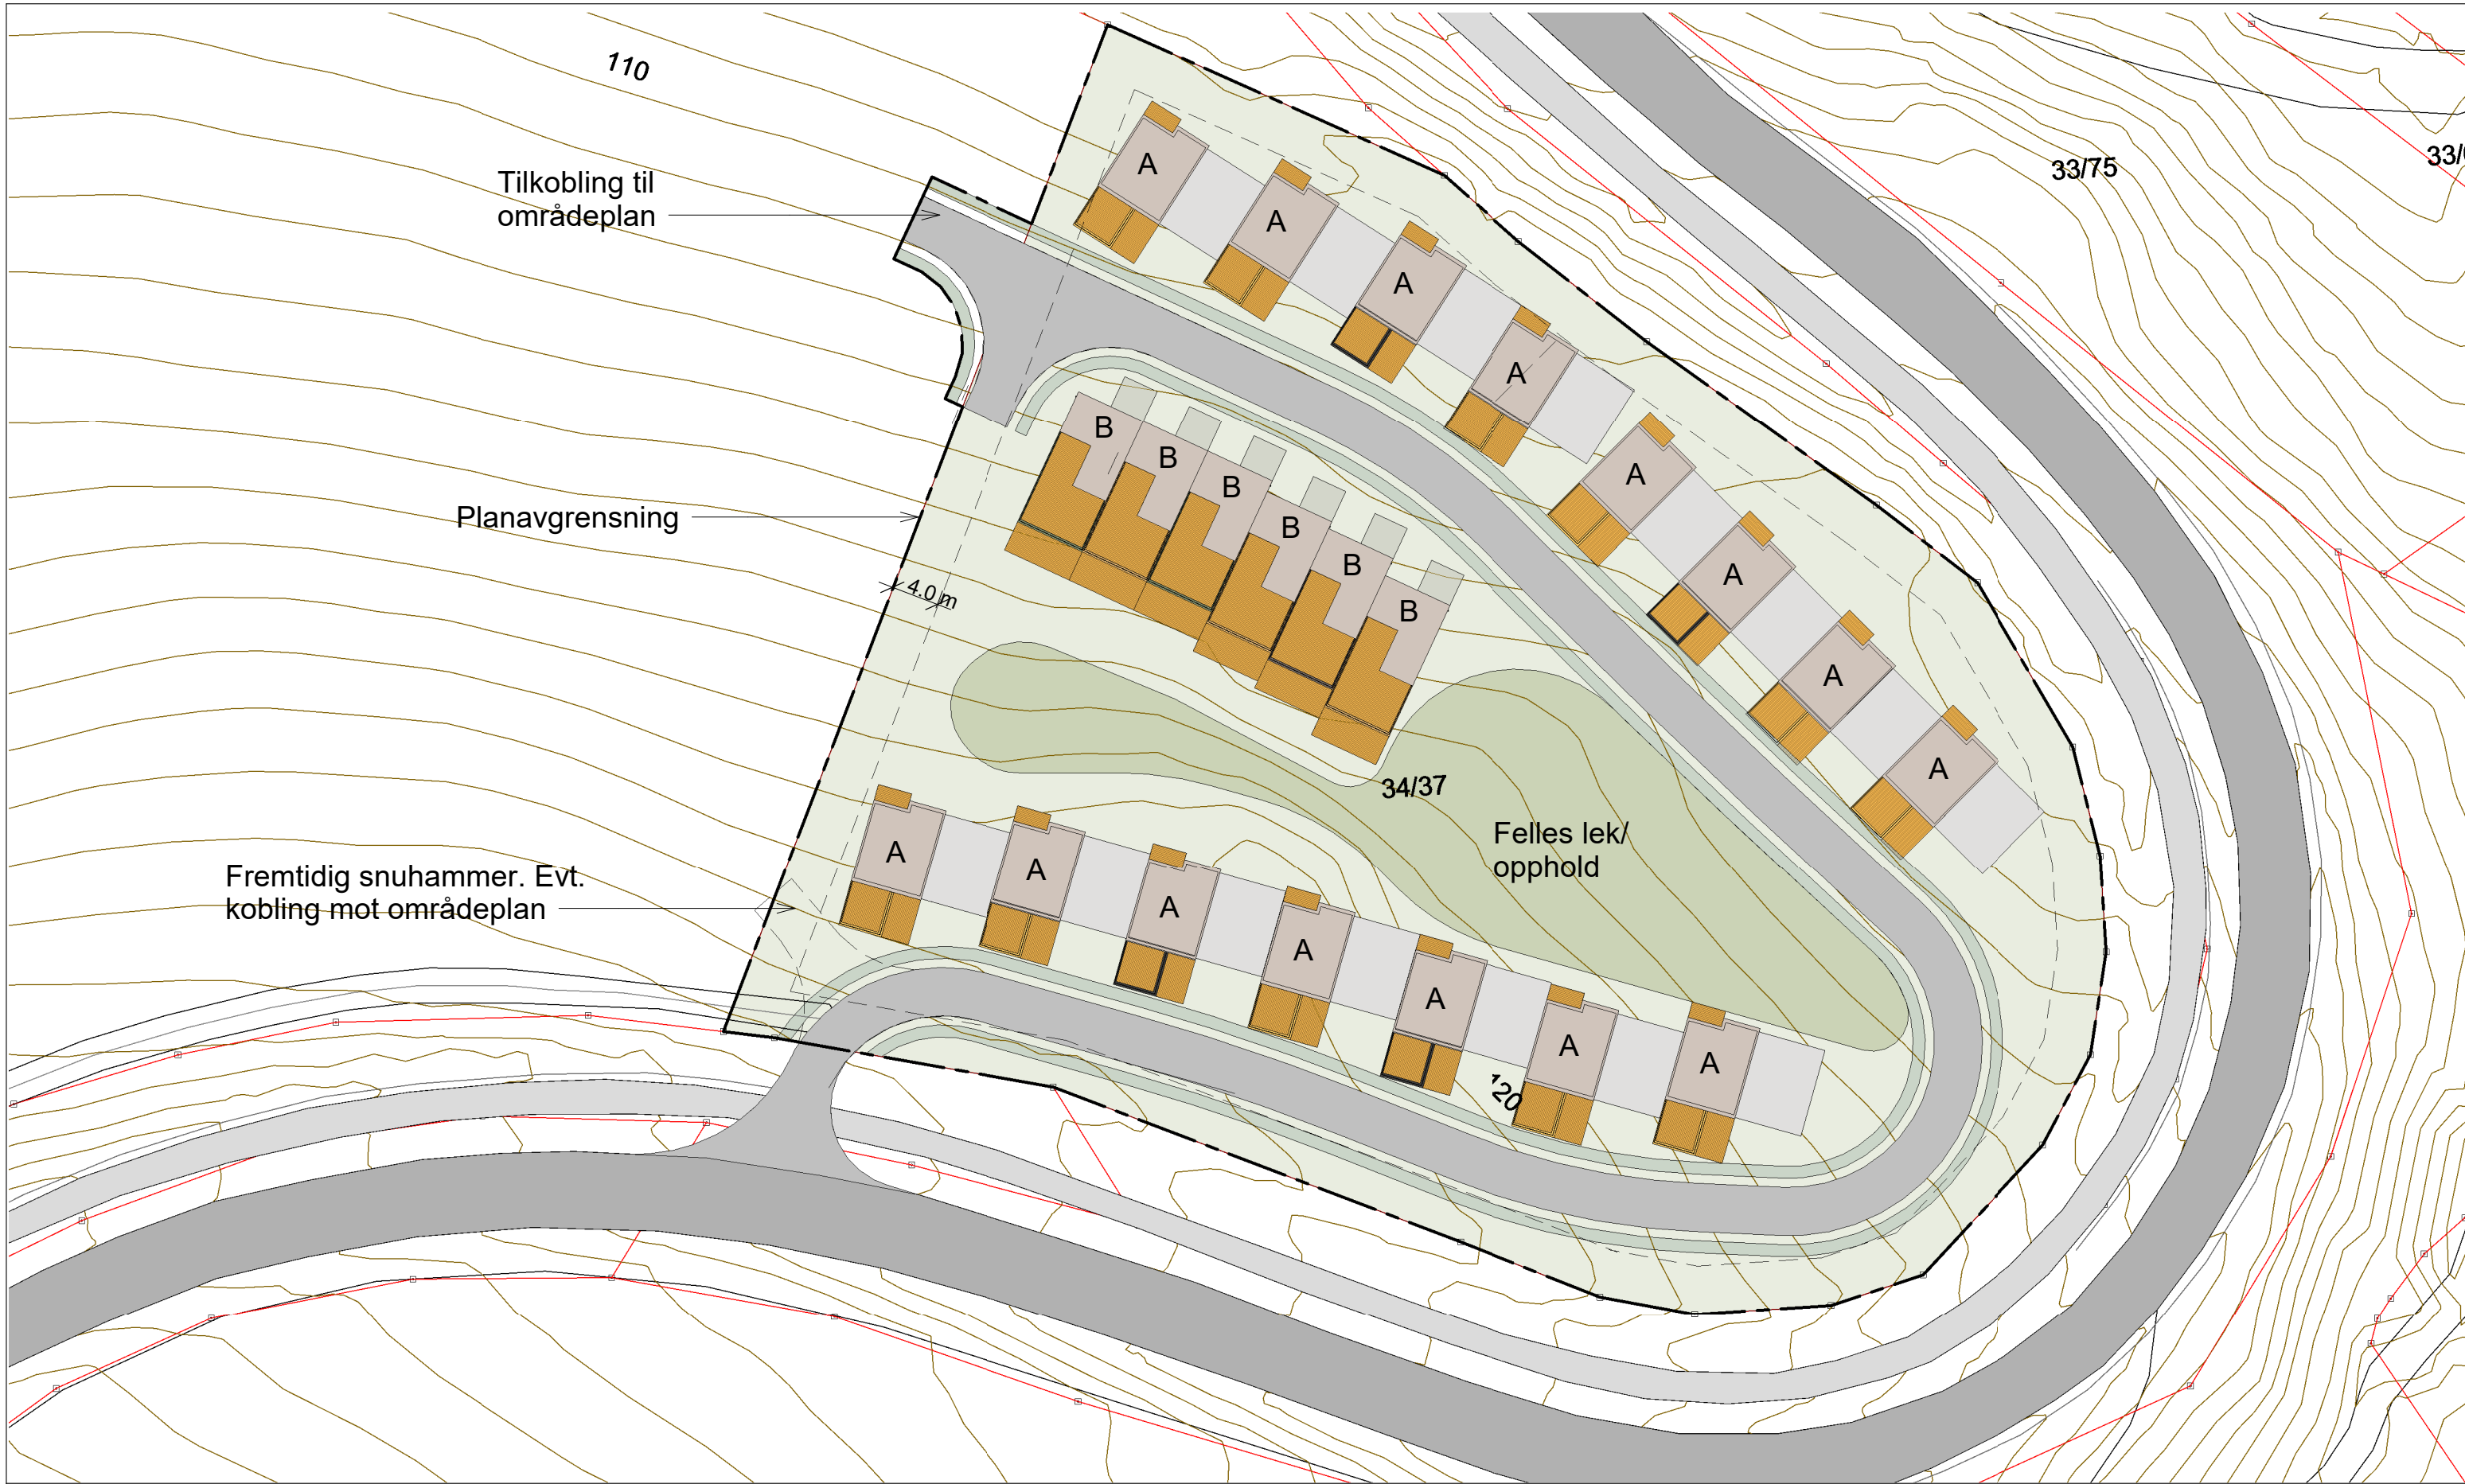 110
33/75
33/
Tilkobling til
områdeplan
A
A
A
A
A
A
A
A
B
B
B
B
B
B
Planavgrensning
4.0 m
34/37
Felles lek/
opphold
Fremtidig snuhammer. Evt.
kobling mot områdeplan
A
A
A
A
A
A
A
120